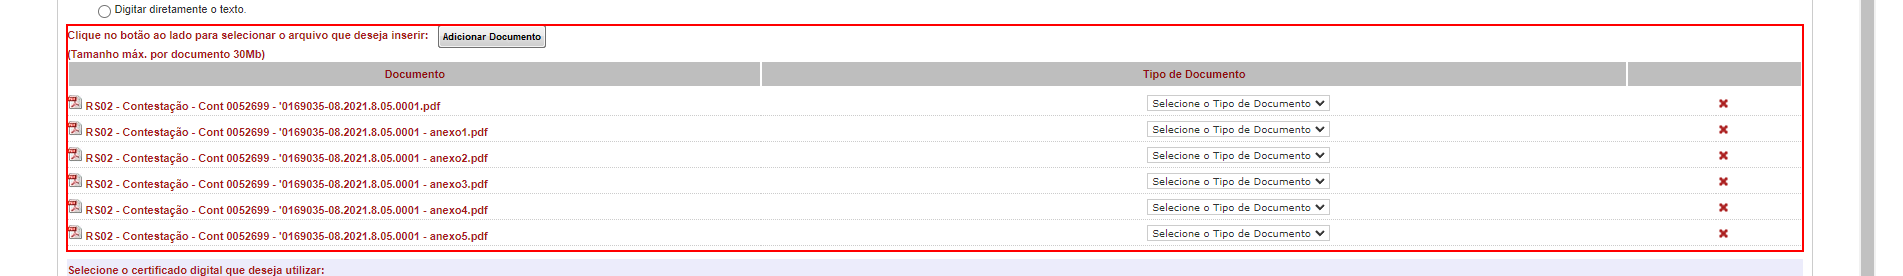 Digitar diretamente o texto.
Clique no botão ao lado para selecionar o arquivo que deseja inserir: Adicionar Documento
(Tamanho máx. por documento 30Mb)
Documento Tipo de Documento
RS02 - Contestação - Cont 0052699 - '0169035-08.2021.8.05.0001.pdf Selecione o Tipo de Documento
RS02 - Contestação - Cont 0052699 - '0169035-08.2021.8.05.0001 - anexo1.pdf Selecione o Tipo de Documento
RS02 - Contestação - Cont 0052699 - '0169035-08.2021.8.05.0001 - anexo2.pdf Selecione o Tipo de Documento
RS02 - Contestação - Cont 0052699 - '0169035-08.2021.8.05.0001 - anexo3.pdf Selecione o Tipo de Documento
RS02 - Contestação - Cont 0052699 - '0169035-08.2021.8.05.0001 - anexo4.pdf Selecione o Tipo de Documento
RS02 - Contestação - Cont 0052699 - '0169035-08.2021.8.05.0001 - anexo5.pdf Selecione o Tipo de Documento
Selecione o certificado digital que deseja utilizar: